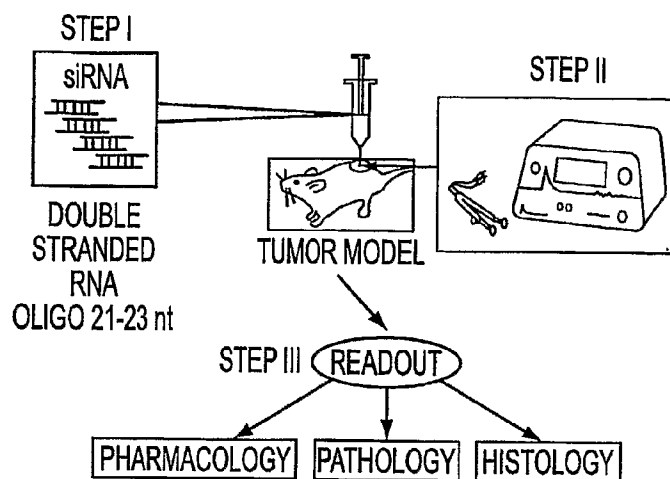 STEP I
siRNA
DOUBLE
STRANDED
RNA
OLIGO 21-23 nt
STEP II
TUMOR MODEL
STEP III
READOUT
PHARMACOLOGY
PATHOLOGY
HISTOLOGY